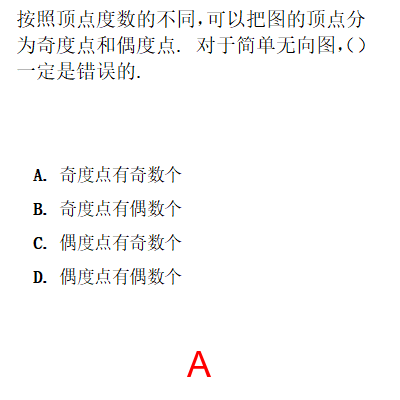 按照顶点度数的不同,可以把图的顶点分
为奇度点和偶度点. 对于简单无向图,()
一定是错误的.
A. 奇度点有奇数个
B. 奇度点有偶数个
C. 偶度点有奇数个
D. 偶度点有偶数个
A